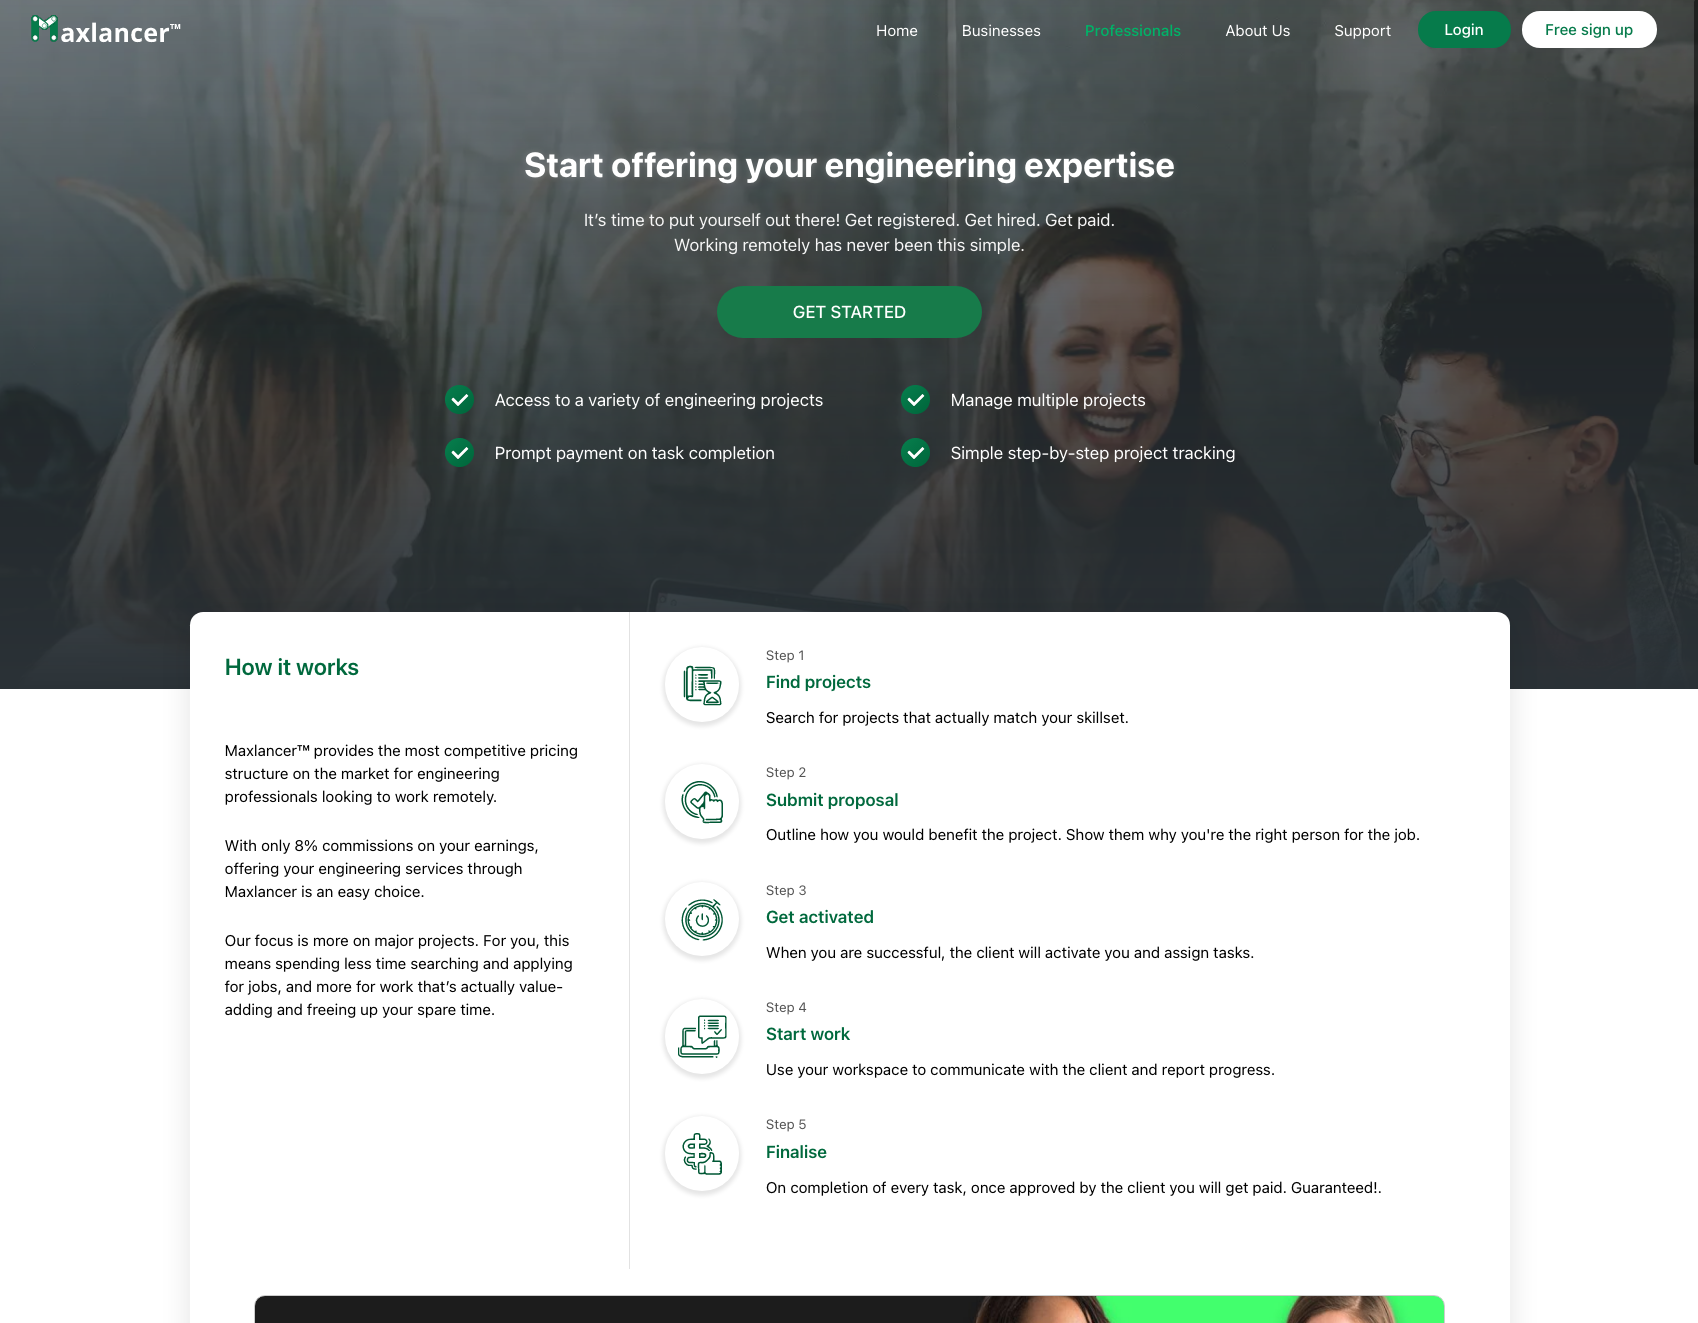 Maxlancer™
Home
Businesses
Professionals
About Us
Support
Login
Free sign up
Start offering your engineering expertise
It’s time to put yourself out there! Get registered. Get hired. Get paid.
Working remotely has never been this simple.
GET STARTED
Access to a variety of engineering projects
Manage multiple projects
Prompt payment on task completion
Simple step-by-step project tracking
How it works
Maxlancer™ provides the most competitive pricing
structure on the market for engineering
professionals looking to work remotely.
With only 8% commissions on your earnings,
offering your engineering services through
Maxlancer is an easy choice.
Our focus is more on major projects. For you, this
means spending less time searching and applying
for jobs, and more for work that’s actually value-
adding and freeing up your spare time.
Step 1
Find projects
Search for projects that actually match your skillset.
Step 2
Submit proposal
Outline how you would benefit the project. Show them why you're the right person for the job.
Step 3
Get activated
When you are successful, the client will activate you and assign tasks.
Step 4
Start work
Use your workspace to communicate with the client and report progress.
Step 5
Finalise
On completion of every task, once approved by the client you will get paid. Guaranteed!.